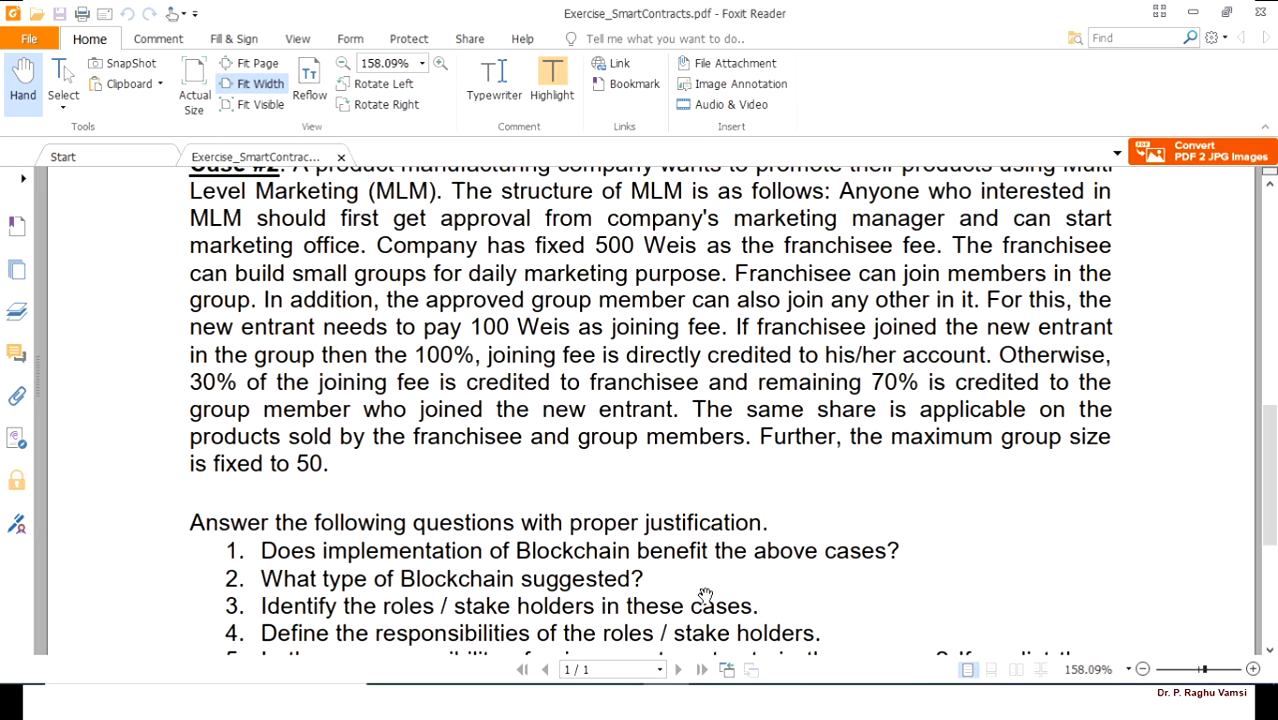 Exercise_SmartContracts.pdf - Foxit Reader
File Home Comment Fill & Sign View Form Protect Share Help Tell me what you want to do.. Find
SnapShot Fit Page 158.09% Link File Attachment
Clipboard Fit Width Rotate Left Bookmark Image Annotation
Hand Select Actual Size Fit Visible Reflow Rotate Right Typewriter Highlight Audio & Video
Tools View Comment Links Insert
Start Exercise_SmartContrac... Convert
PDF 2 JPG Images
Case #2: A product manufacturing company wants to promote their products using Multi
Level Marketing (MLM). The structure of MLM is as follows: Anyone who interested in
MLM should first get approval from company's marketing manager and can start
marketing office. Company has fixed 500 Weis as the franchisee fee. The franchisee
can build small groups for daily marketing purpose. Franchisee can join members in the
group. In addition, the approved group member can also join any other in it. For this, the
new entrant needs to pay 100 Weis as joining fee. If franchisee joined the new entrant
in the group then the 100%, joining fee is directly credited to his/her account. Otherwise,
30% of the joining fee is credited to franchisee and remaining 70% is credited to the
group member who joined the new entrant. The same share is applicable on the
products sold by the franchisee and group members. Further, the maximum group size
is fixed to 50.
Answer the following questions with proper justification.
1. Does implementation of Blockchain benefit the above cases?
2. What type of Blockchain suggested?
3. Identify the roles / stake holders in these cases.
4. Define the responsibilities of the roles / stake holders.
1 / 1 158.09%
Dr. P. Raghu Vamsi